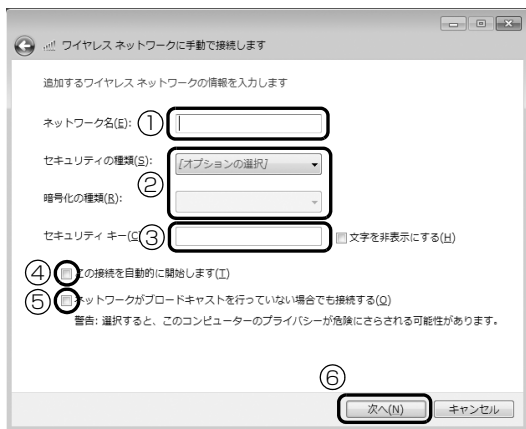 ワイヤレス ネットワークに手動で接続します
追加するワイヤレス ネットワークの情報を入力します
ネットワーク名(E): ①
セキュリティの種類(S): [オプションの選択]
②
暗号化の種類(R):
セキュリティ キー(C ③ 文字を非表示にする(H)
④ この接続を自動的に開始します(T)
⑤ ネットワークがブロードキャストを行っていない場合でも接続する(O)
警告: 選択すると、このコンピューターのプライバシーが危険にさらされる可能性があります。
⑥
次へ(N) キャンセル